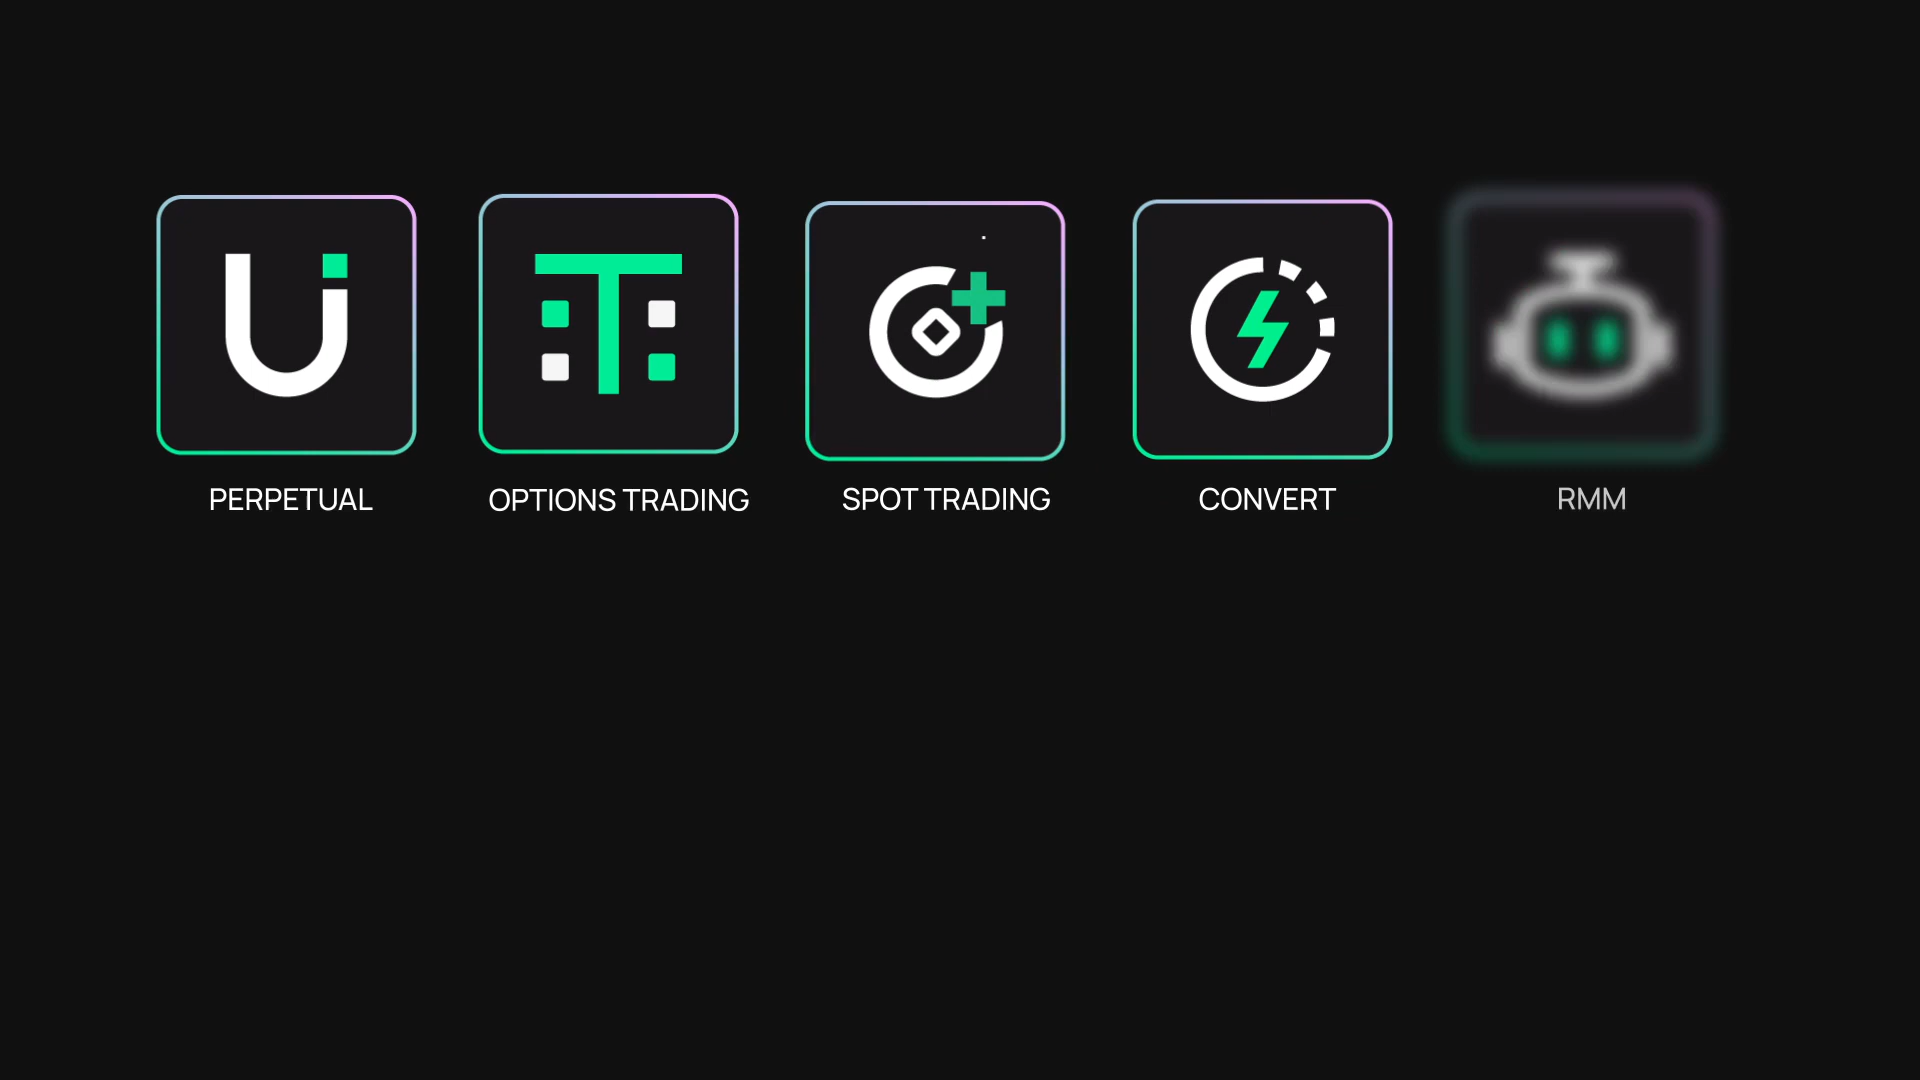 PERPETUAL
OPTIONS TRADING
SPOT TRADING
CONVERT
RMM